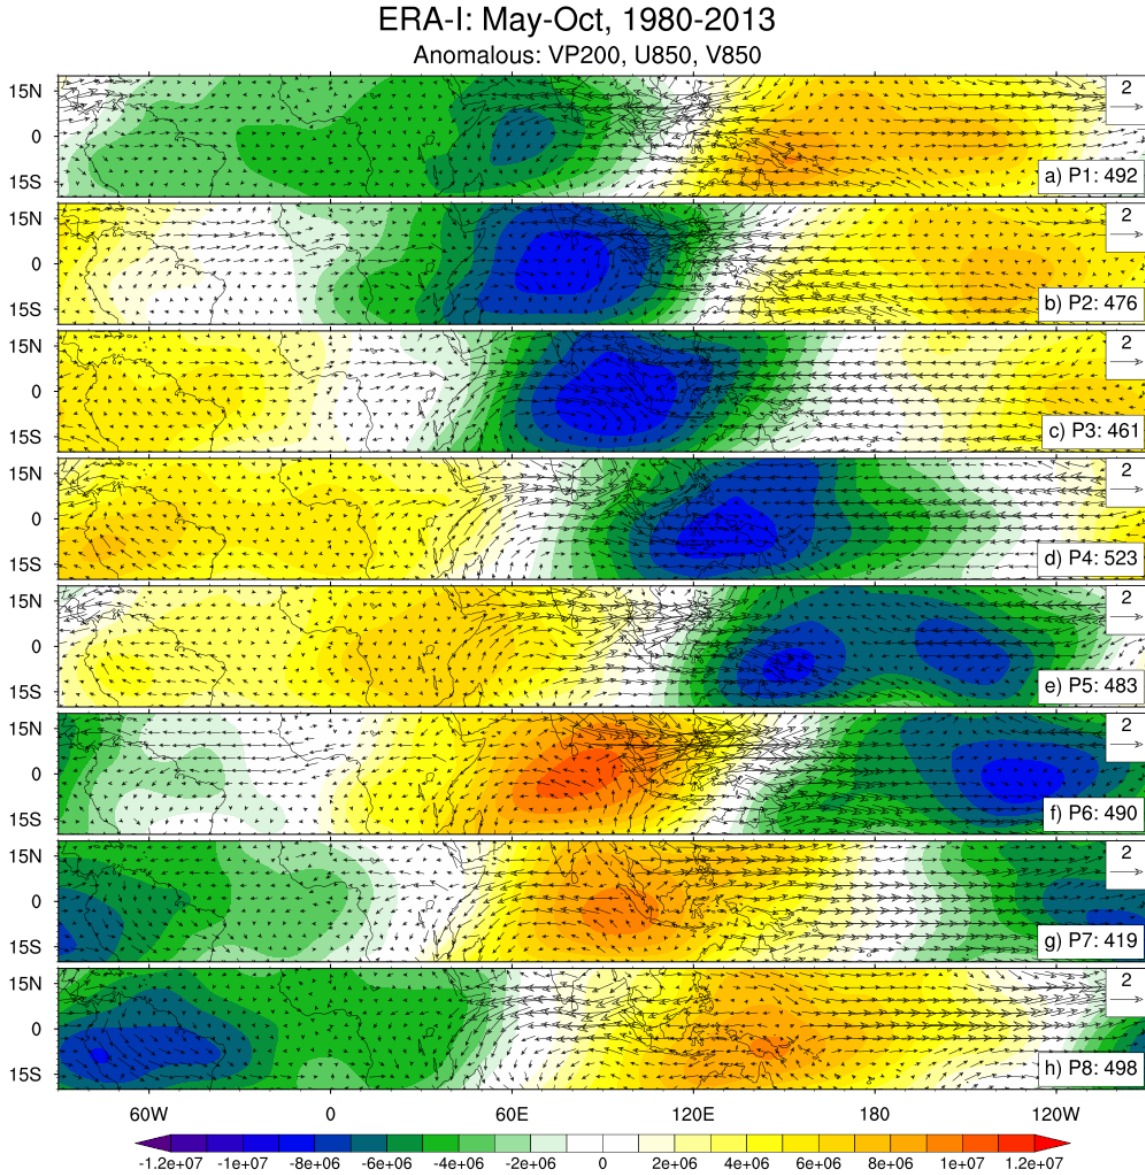 ERA-I: May-Oct, 1980-2013
Anomalous: VP200, U850, V850
15N
0
15S
2
a) P1: 492
15N
0
15S
2
b) P2: 476
15N
0
15S
2
c) P3: 461
15N
0
15S
2
d) P4: 523
15N
0
15S
2
e) P5: 483
15N
0
15S
2
f) P6: 490
15N
0
15S
2
g) P7: 419
15N
0
15S
2
h) P8: 498
60W 0 60E 120E 180 120W
-1.2e+07 -1e+07 -8e+06 -6e+06 -4e+06 -2e+06 0 2e+06 4e+06 6e+06 8e+06 1e+07 1.2e+07